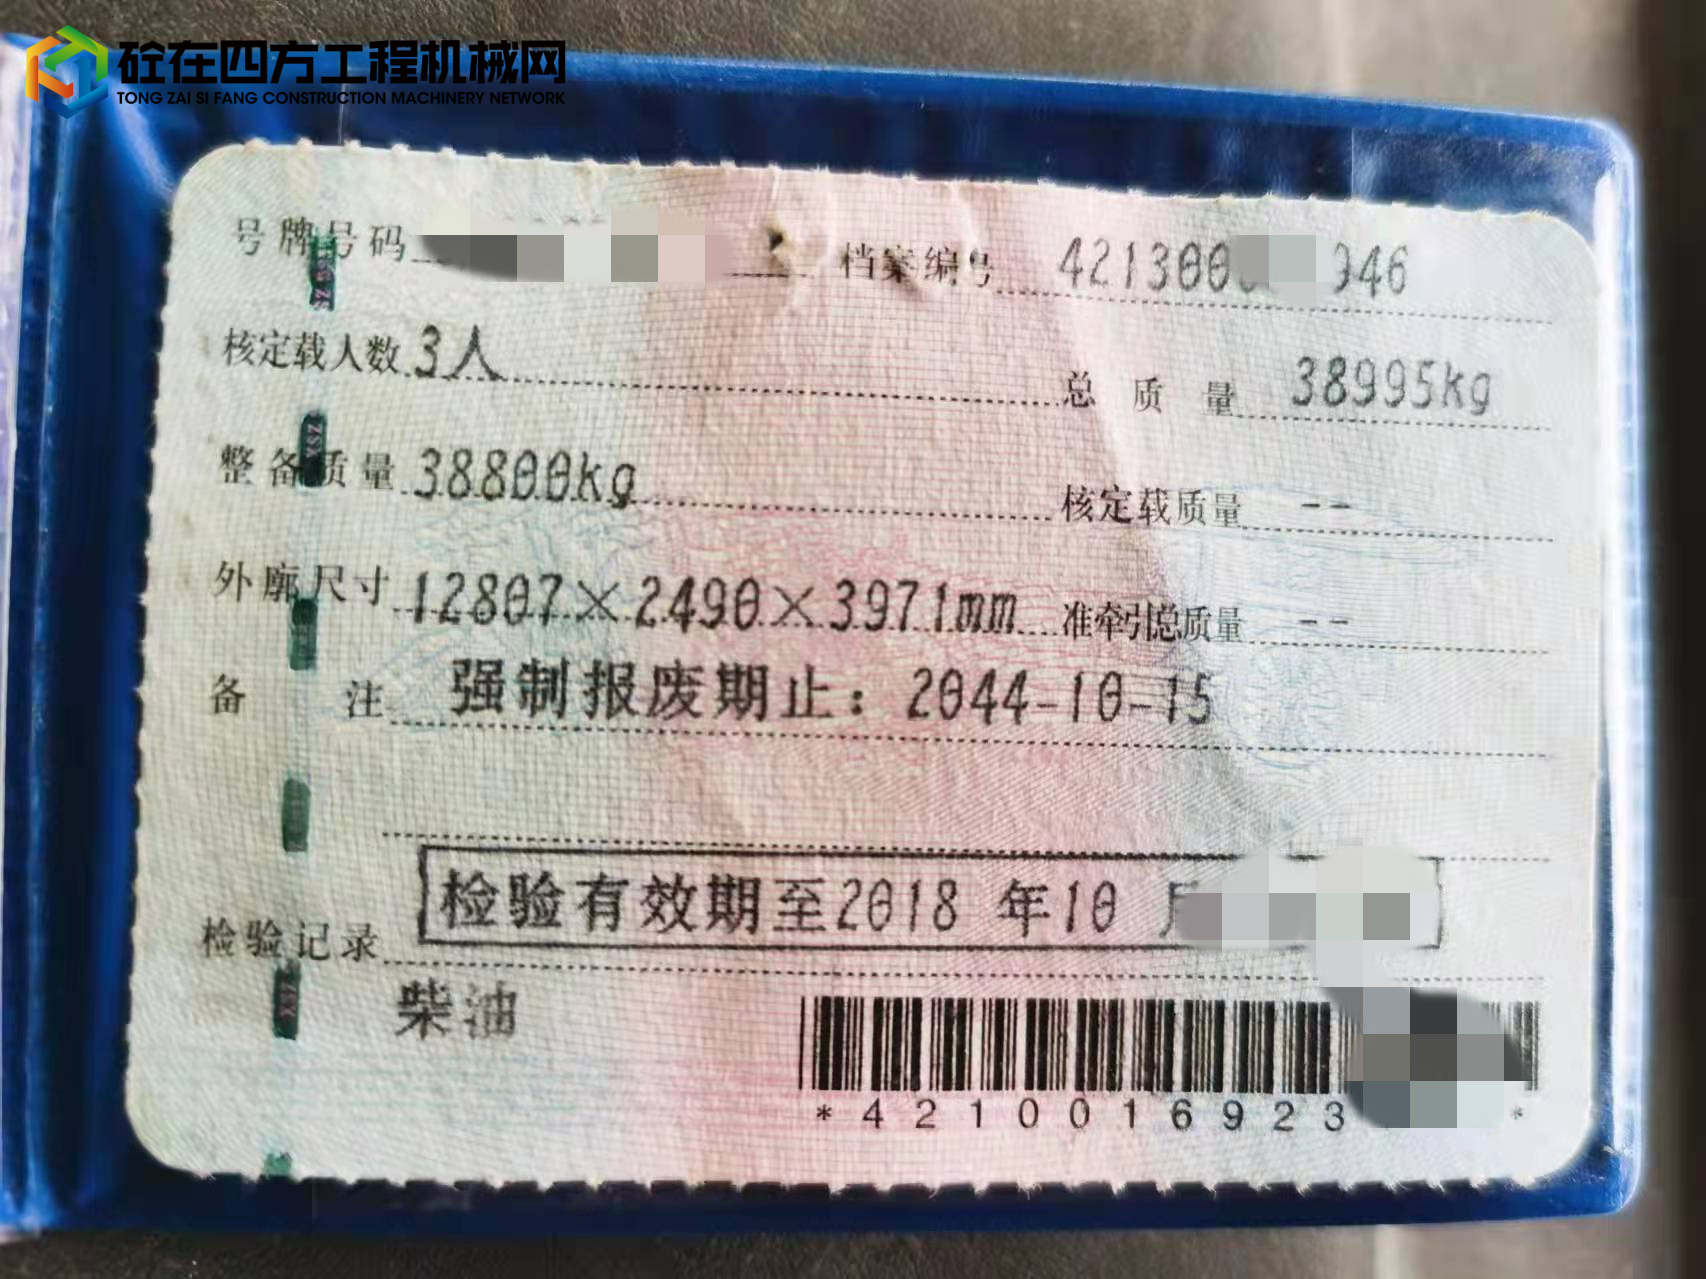 砼在四方工程机械网
TONG ZAI SI FANG CONSTRUCTION MACHINERY NETWORK
号牌号码 档案编号 421300 946
核定载人数 3人 总质量 38995kg
整备质量 38800kg 核定载质量 --
外廓尺寸 12807×2490×3971mm 准牵引总质量 --
备注 强制报废期止：2044-10-15
检验记录 检验有效期至2018 年10 月
柴油
*4210016923 *